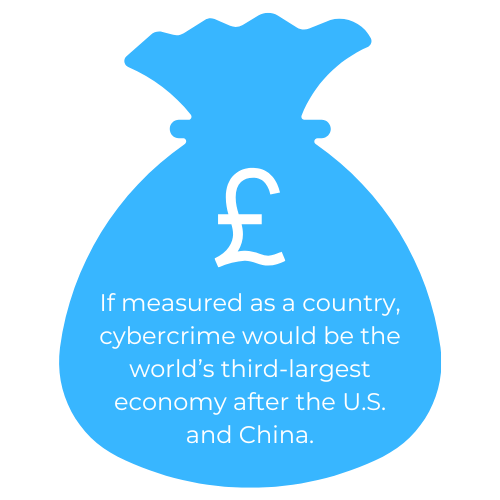 £
If measured as a country,
cybercrime would be the
world’s third-largest
economy after the U.S.
and China.